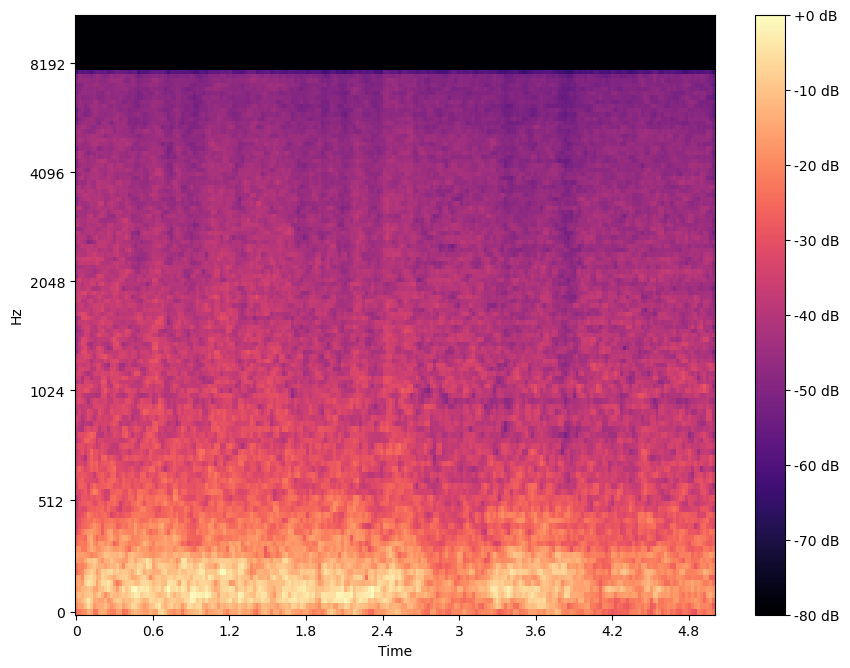 +0 dB
8192
-10 dB
4096
-20 dB
-30 dB
2048
Hz
-40 dB
1024
-50 dB
-60 dB
512
-70 dB
0
-80 dB
0 0.6 1.2 1.8 2.4 3 3.6 4.2 4.8
Time